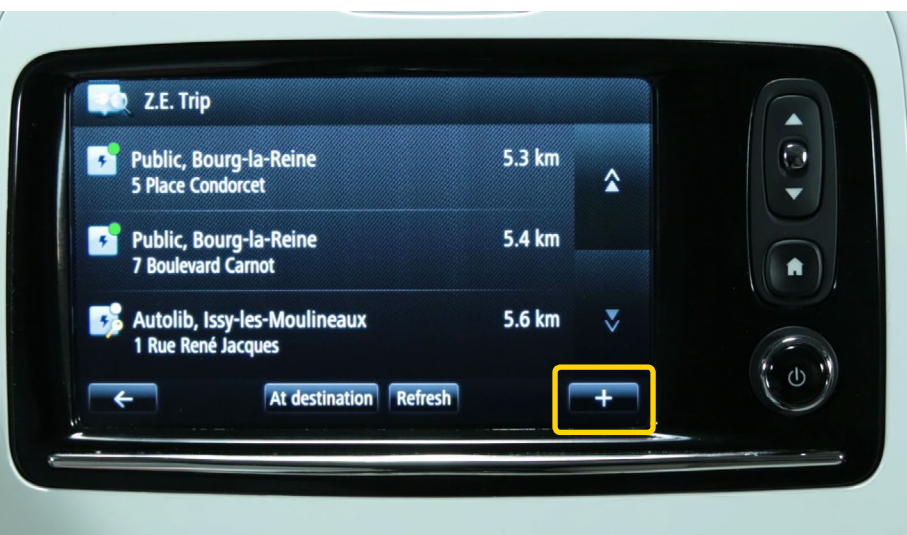 Z.E. Trip
Public, Bourg-la-Reine 5.3 km
5 Place Condorcet
Public, Bourg-la-Reine 5.4 km
7 Boulevard Carnot
Autolib, Issy-les-Moulineaux 5.6 km
1 Rue René Jacques
At destination Refresh +